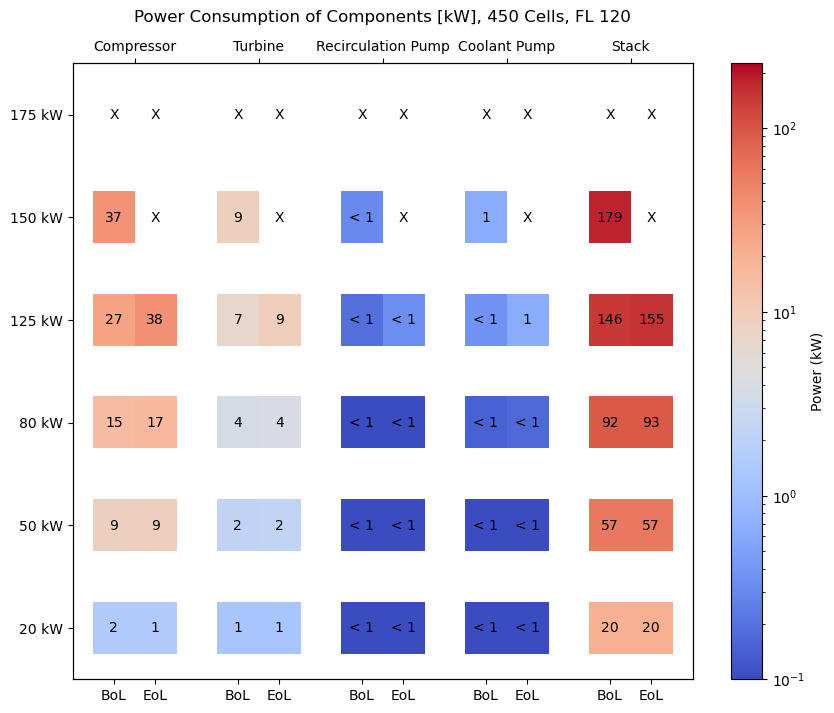 Power Consumption of Components [kW], 450 Cells, FL 120
Compressor Turbine Recirculation Pump Coolant Pump Stack
175 kW X X X X X X X X X X
150 kW 37 X 9 X < 1 X 1 X 179 X
125 kW 27 38 7 9 < 1 < 1 < 1 1 146 155
80 kW 15 17 4 4 < 1 < 1 < 1 < 1 92 93
50 kW 9 9 2 2 < 1 < 1 < 1 < 1 57 57
20 kW 2 1 1 1 < 1 < 1 < 1 < 1 20 20
BoL EoL BoL EoL BoL EoL BoL EoL BoL EoL
10²
10¹
10⁰
10⁻¹
Power (kW)